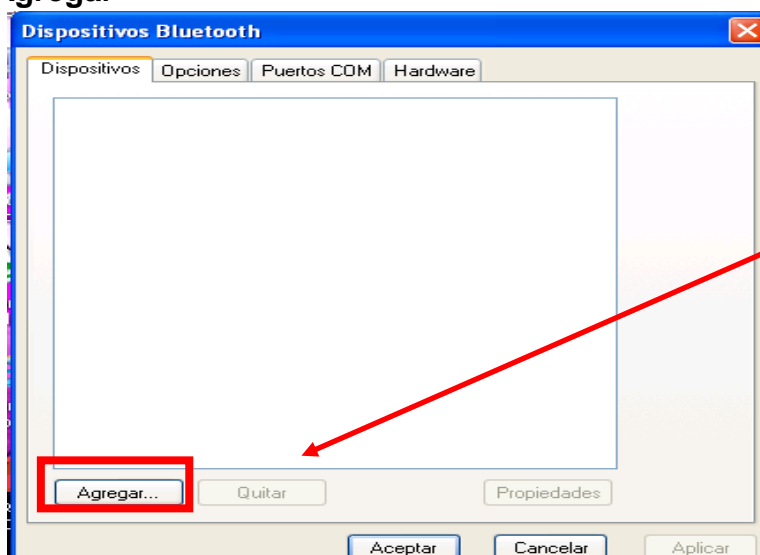 Dispositivos Bluetooth
Dispositivos Opciones Puertos COM Hardware
Agregar... Quitar Propiedades
Aceptar Cancelar Aplicar